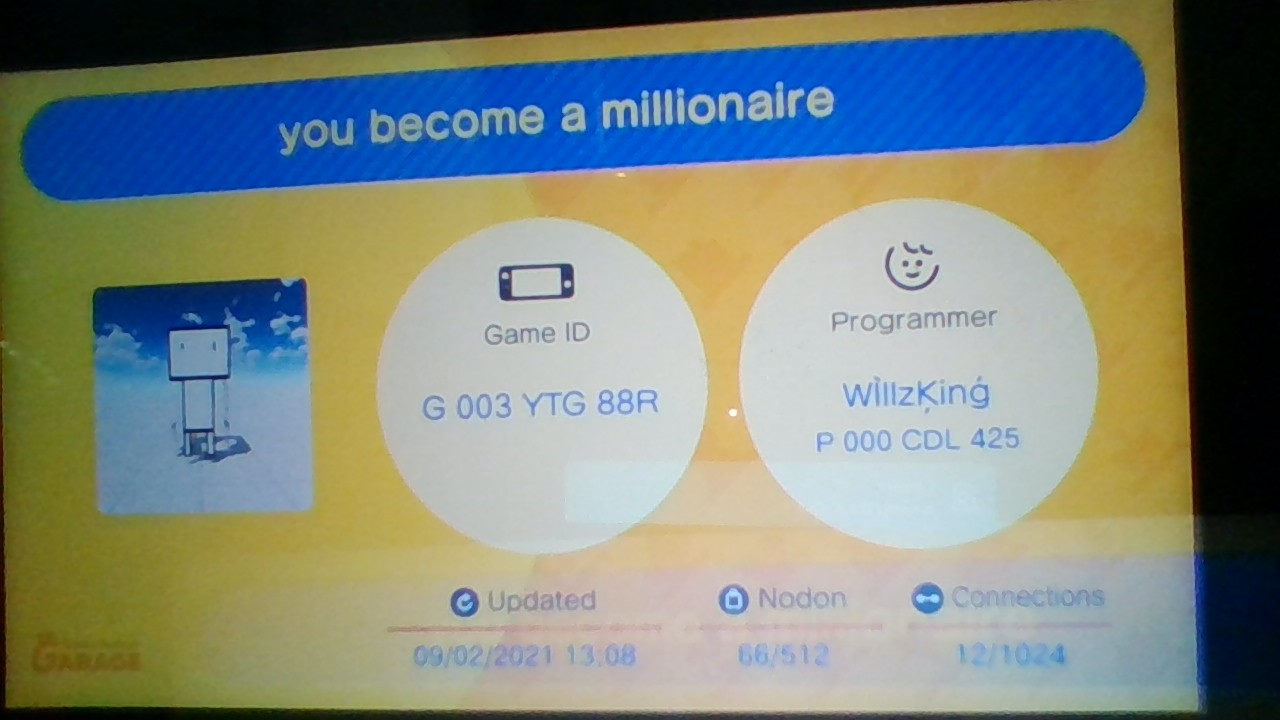 you become a millionaire
Game ID
G 003 YTG 88R
Programmer
WÌllzĶinģ
P 000 CDL 425
Updated
09/02/2021 13:08
Nodon
66/512
Connections
12/1024
GARAGE